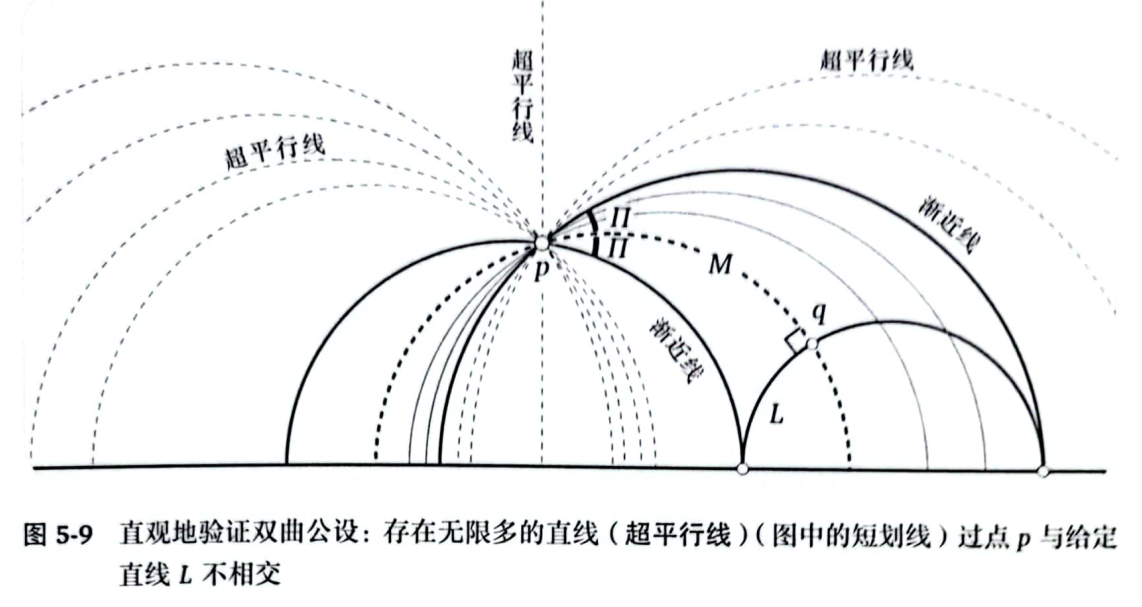 超平行线
超平行线
超平行线
渐近线
Π
Π
p
M
q
渐近线
L
图 5-9 直观地验证双曲公设：存在无限多的直线（超平行线）（图中的短划线）过点 p 与给定
直线 L 不相交